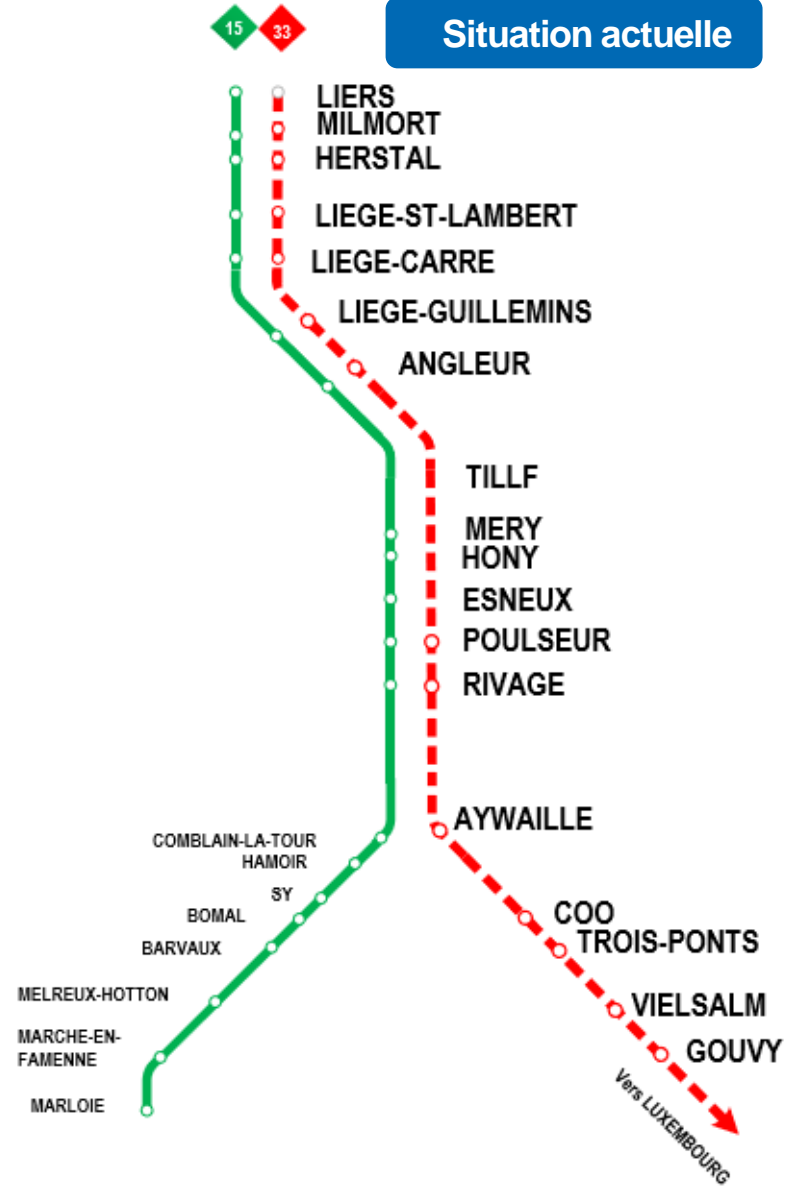 15
33
Situation actuelle
LIERS
MILMORT
HERSTAL
LIEGE-ST-LAMBERT
LIEGE-CARRE
LIEGE-GUILLEMINS
ANGLEUR
TILLF
MERY
HONY
ESNEUX
POULSEUR
RIVAGE
AYWAILLE
COMBLAIN-LA-TOUR
HAMOIR
SY
BOMAL
BARVAUX
MELREUX-HOTTON
MARCHE-EN-
FAMENNE
MARLOIE
COO
TROIS-PONTS
VIELSALM
GOUVY
Vers LUXEMBOURG